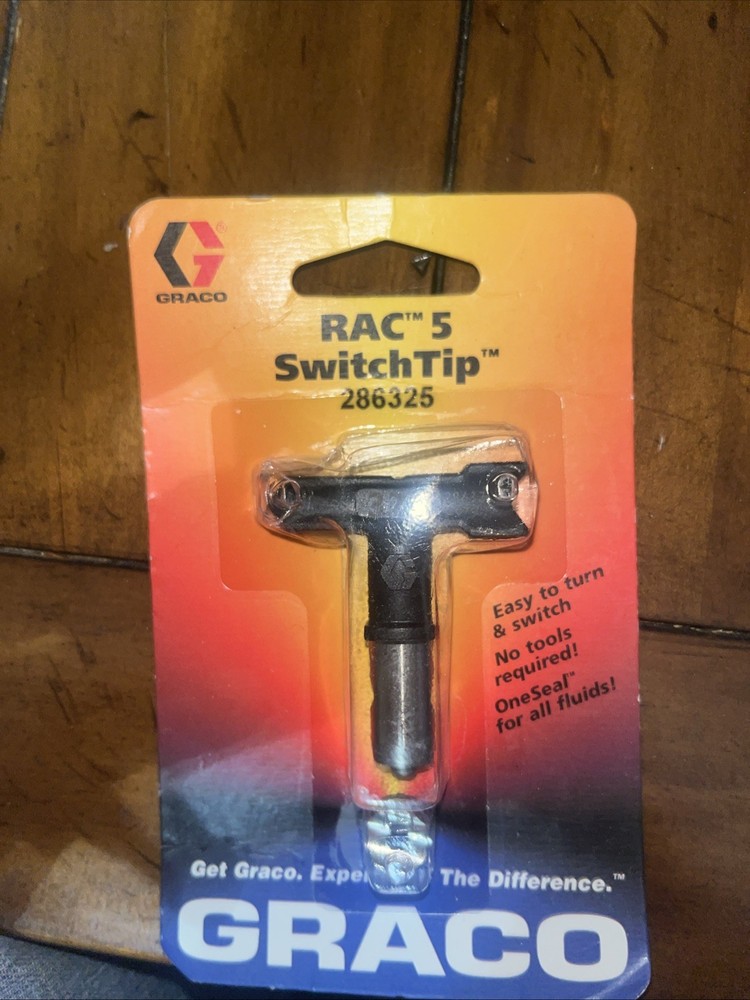 GRACO
RAC™ 5
SwitchTip™
286325
Easy to turn
& switch
No tools
required!
OneSeal™
for all fluids!
Get Graco. Expe The Difference.™
GRACO